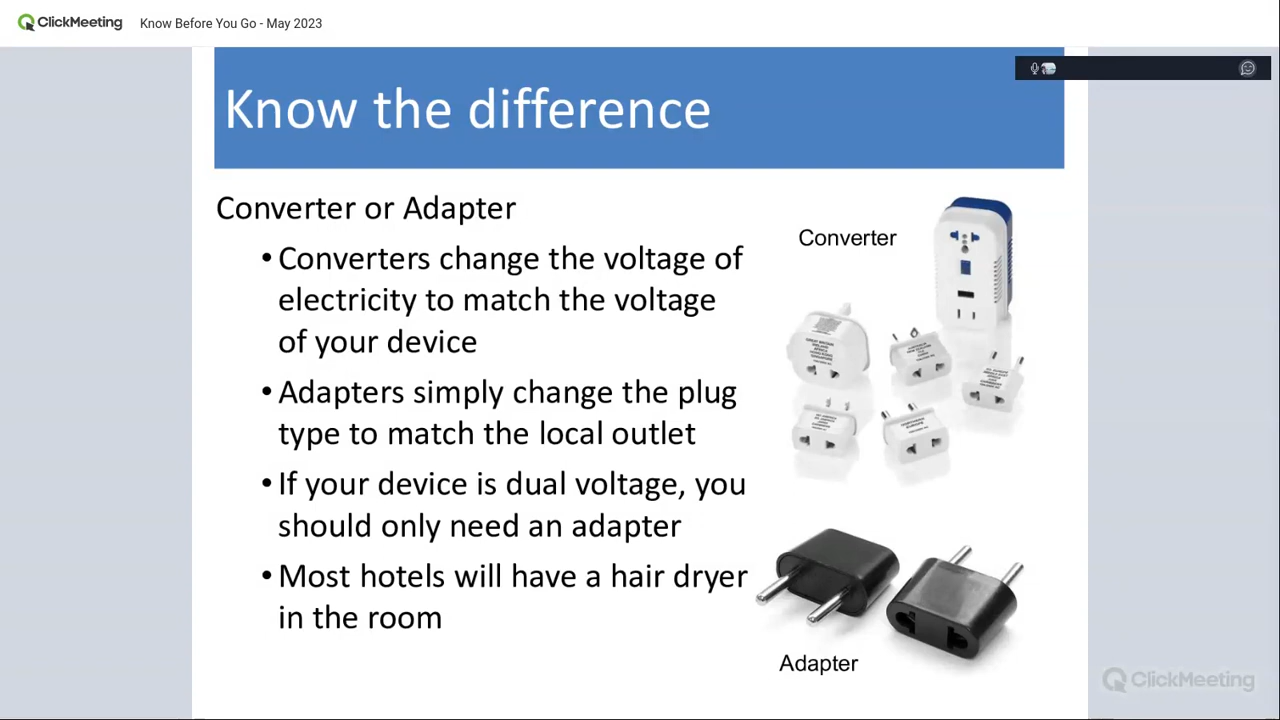 ClickMeeting Know Before You Go - May 2023
Know the difference
Converter or Adapter
• Converters change the voltage of
electricity to match the voltage
of your device
• Adapters simply change the plug
type to match the local outlet
• If your device is dual voltage, you
should only need an adapter
• Most hotels will have a hair dryer
in the room
Converter
Adapter
ClickMeeting